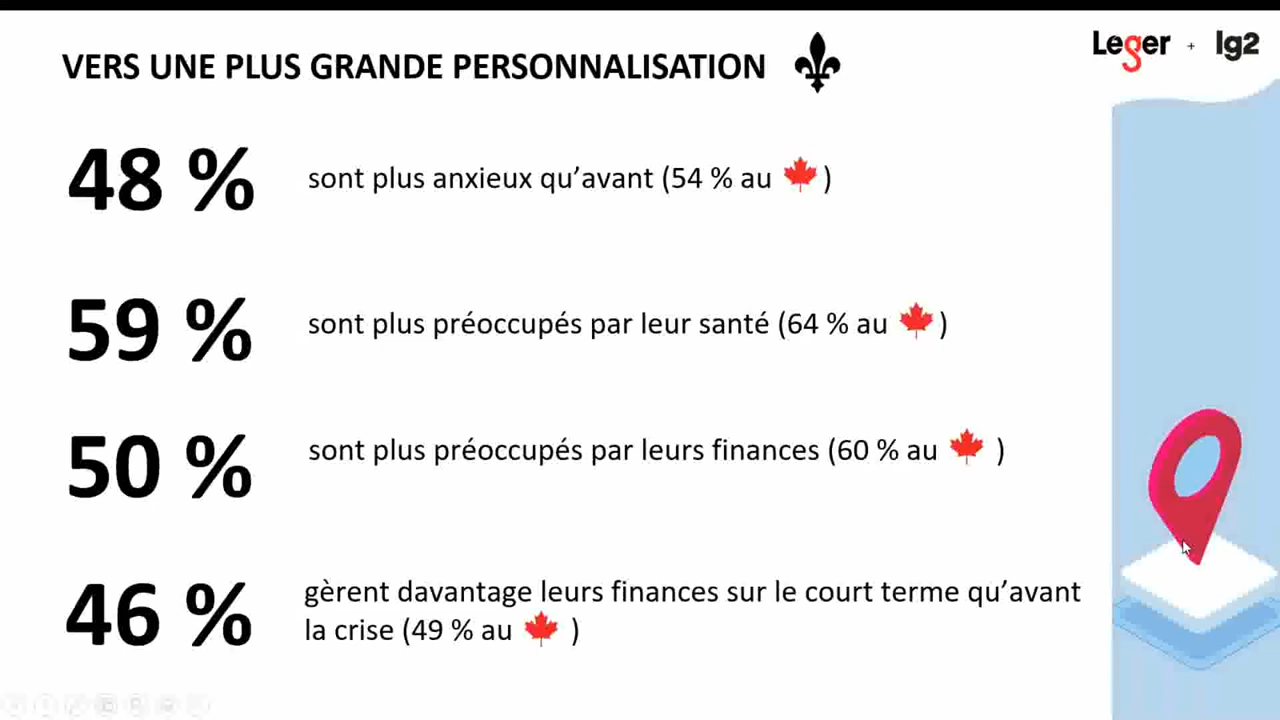 VERS UNE PLUS GRANDE PERSONNALISATION
Leger + lg2
48 %
sont plus anxieux qu’avant (54 % au )
59 %
sont plus préoccupés par leur santé (64 % au )
50 %
sont plus préoccupés par leurs finances (60 % au )
46 %
gèrent davantage leurs finances sur le court terme qu’avant
la crise (49 % au )